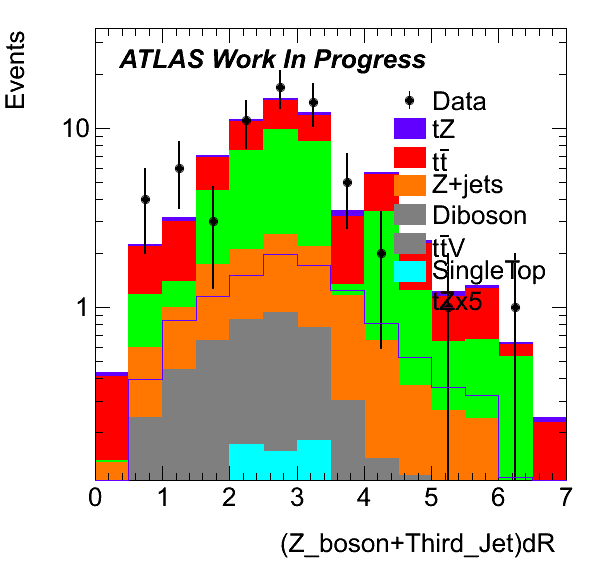 Events
ATLAS Work In Progress
Data
tZ
tt̄
Z+jets
Diboson
tt̄V
SingleTop
tZx5
10
1
0 1 2 3 4 5 6 7
(Z_boson+Third_Jet)dR